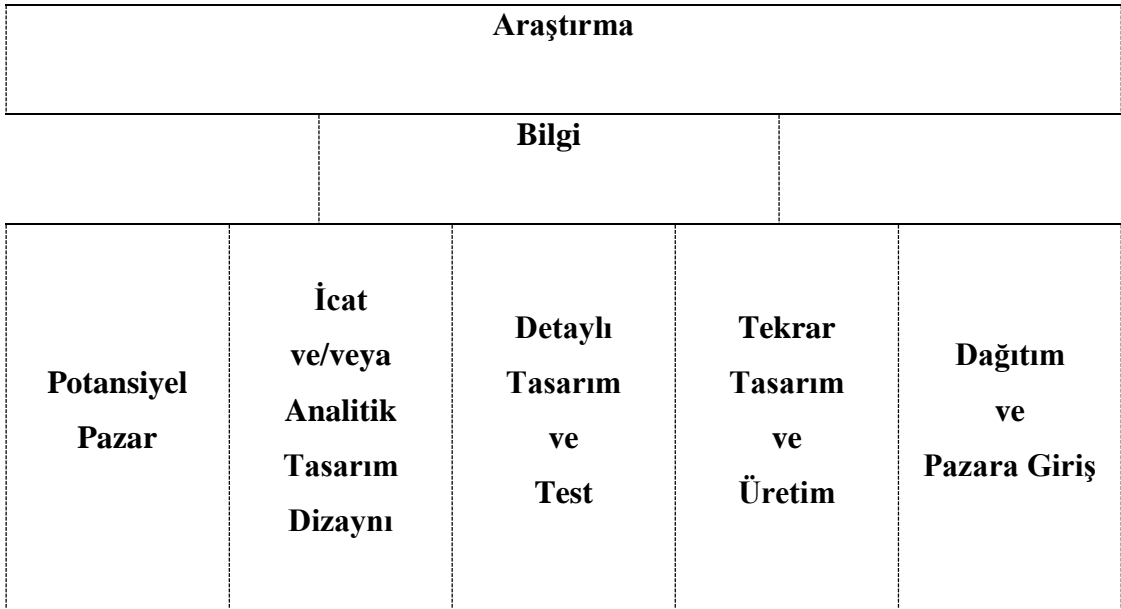 Araştırma
Bilgi
Potansiyel
Pazar
İcat
ve/veya
Analitik
Tasarım
Dizaynı
Detaylı
Tasarım
ve
Test
Tekrar
Tasarım
ve
Üretim
Dağıtım
ve
Pazara Giriş